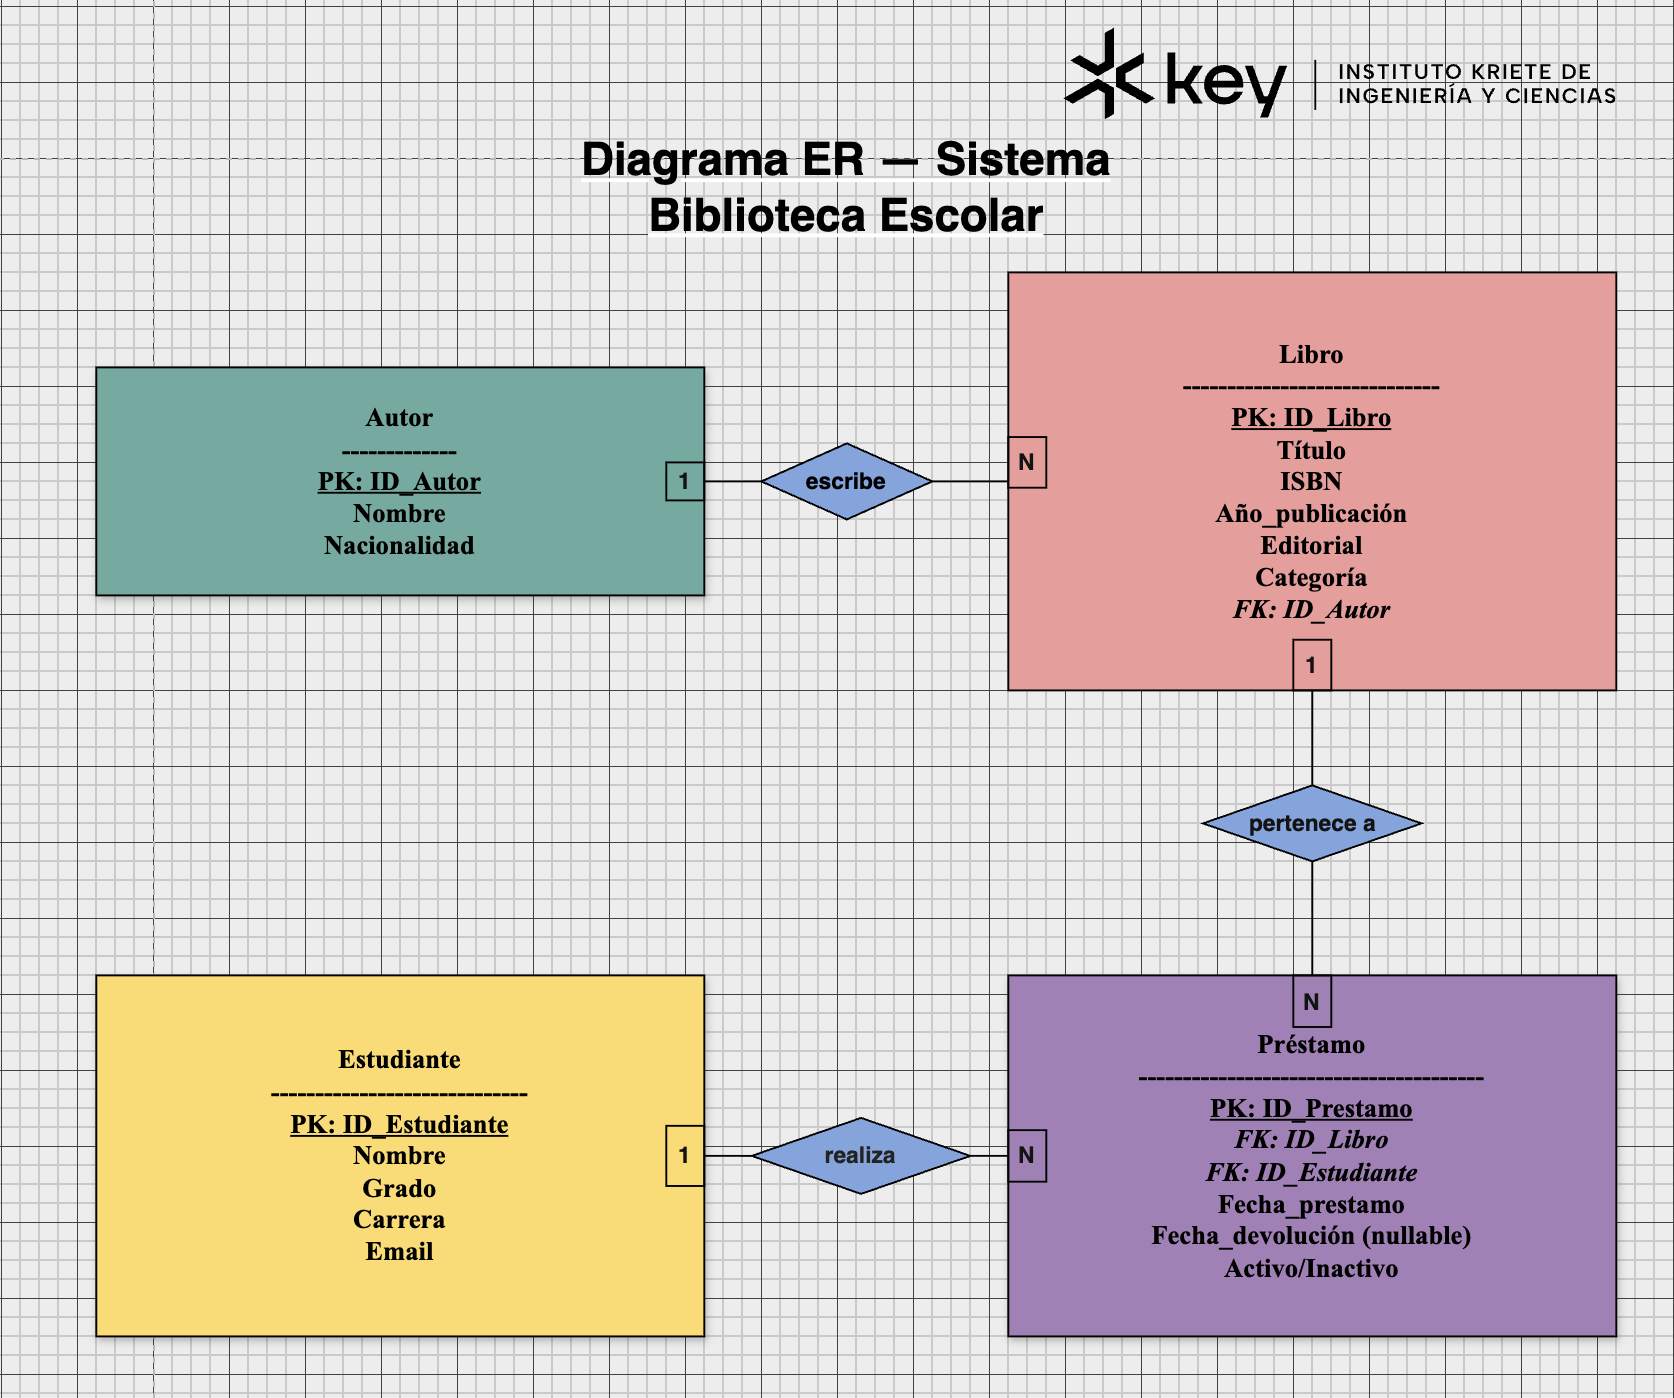 key
INSTITUTO KRIETE DE
INGENIERÍA Y CIENCIAS
Diagrama ER — Sistema
Biblioteca Escolar
Autor
-------------
PK: ID_Autor
Nombre
Nacionalidad
1
escribe
N
Libro
-----------------------------
PK: ID_Libro
Título
ISBN
Año_publicación
Editorial
Categoría
FK: ID_Autor
1
pertenece a
Estudiante
-----------------------------
PK: ID_Estudiante
Nombre
Grado
Carrera
Email
1
realiza
N
N
Préstamo
---------------------------------------
PK: ID_Prestamo
FK: ID_Libro
FK: ID_Estudiante
Fecha_prestamo
Fecha_devolución (nullable)
Activo/Inactivo